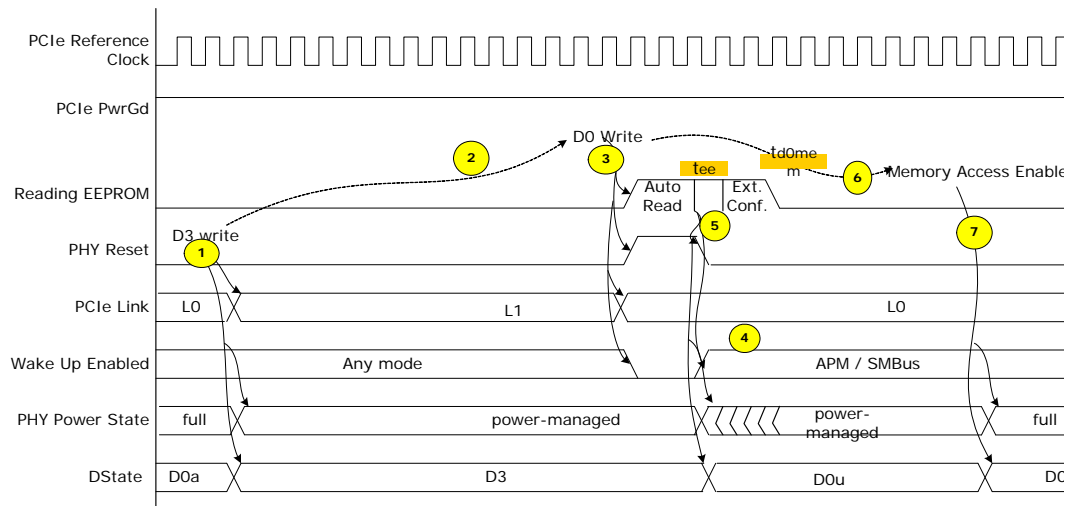 PCIe Reference
Clock
PCIe PwrGd
D0 Write
2
3
td0me
m
tee
6
Memory Access Enable
Reading EEPROM
Auto
Read
Ext.
Conf.
D3 write
5
7
PHY Reset
1
PCIe Link
L0
L1
L0
4
Wake Up Enabled
Any mode
APM / SMBus
PHY Power State
full
power-managed
power-
managed
full
DState
D0a
D3
D0u
D0